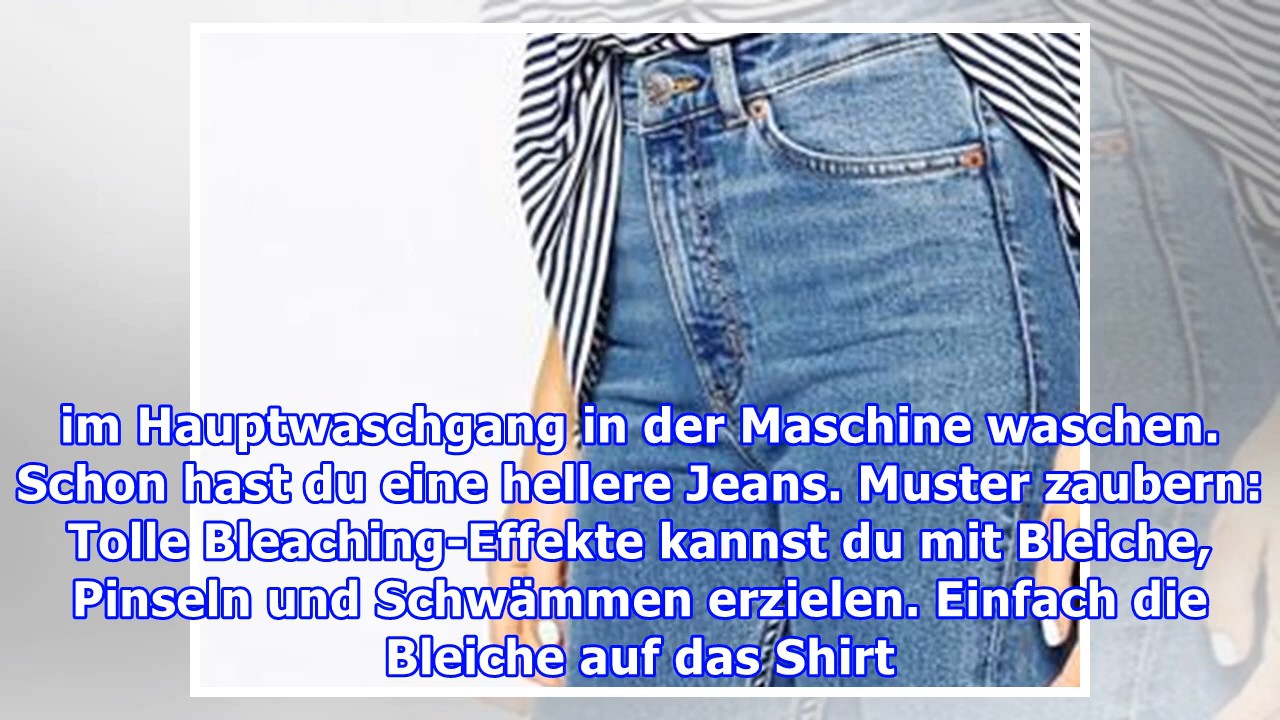 im Hauptwaschgang in der Maschine waschen.
Schon hast du eine hellere Jeans. Muster zaubern:
Tolle Bleaching-Effekte kannst du mit Bleiche,
Pinseln und Schwämmen erzielen. Einfach die
Bleiche auf das Shirt